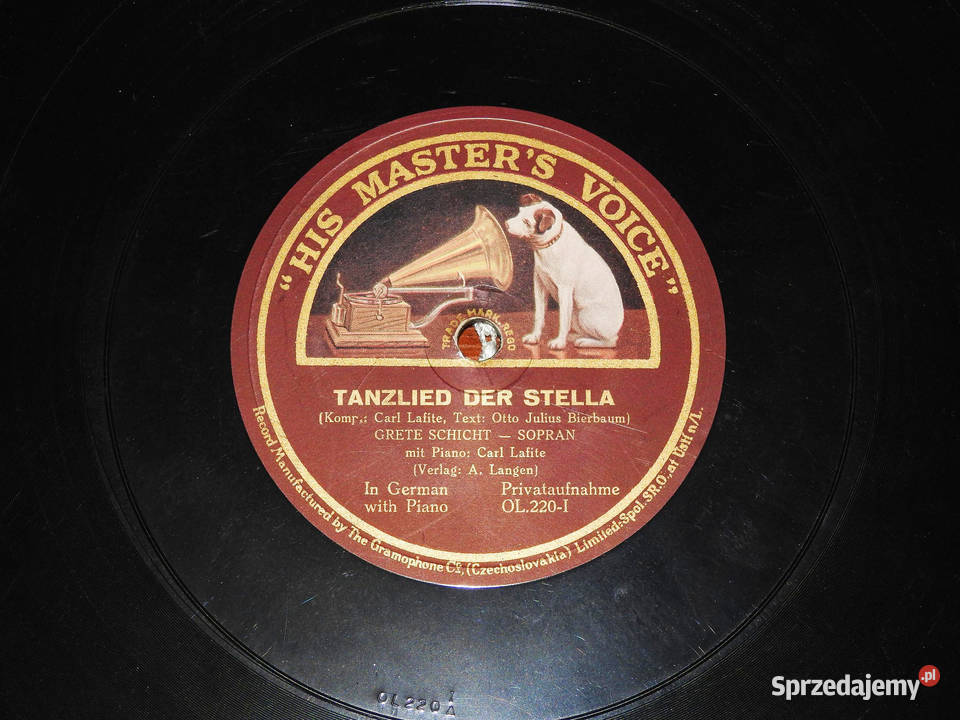 "HIS MASTER'S VOICE"
TRADE-MARK.REGD
TANZLIED DER STELLA
(Komp.: Carl Lafite, Text: Otto Julius Bierbaum)
GRETE SCHICHT — SOPRAN
mit Piano: Carl Lafite
(Verlag: A. Langen)
In German Privataufnahme
with Piano OL.220-I
Record Manufactured by The Gramophone Cº., (Czechoslovakia) Limited: Spol. SR.O., at Usti n/L.
OL220
Sprzedajemy.pl